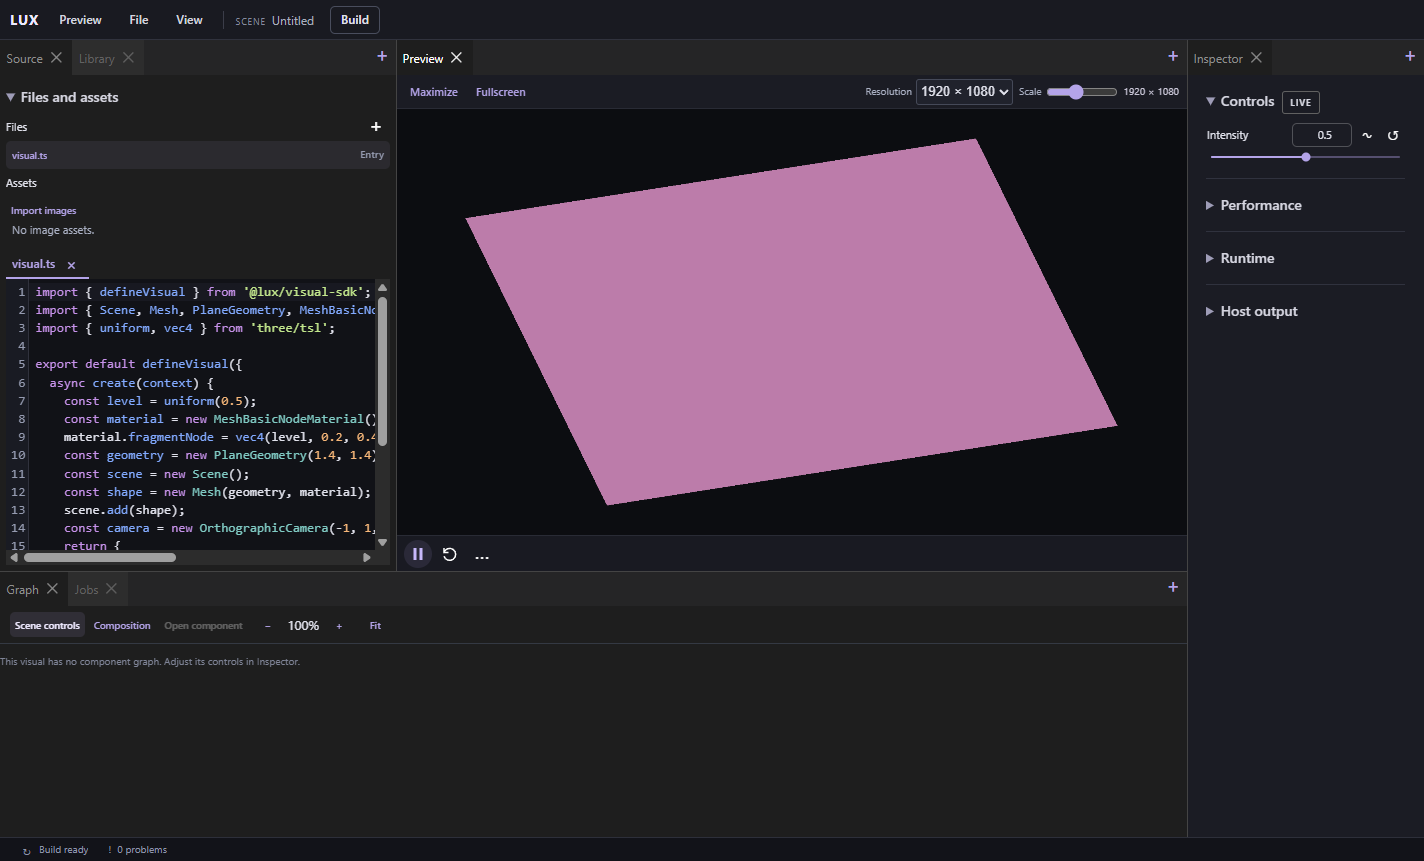 LUX Preview File View SCENE Untitled Build
Source Library
Files and assets
Files
visual.ts Entry
Assets
Import images
No image assets.
visual.ts
1 import { defineVisual } from '@lux/visual-sdk';
2 import { Scene, Mesh, PlaneGeometry, MeshBasicNo
3 import { uniform, vec4 } from 'three/tsl';
4
5 export default defineVisual({
6 async create(context) {
7 const level = uniform(0.5);
8 const material = new MeshBasicNodeMaterial()
9 material.fragmentNode = vec4(level, 0.2, 0.4
10 const geometry = new PlaneGeometry(1.4, 1.4)
11 const scene = new Scene();
12 const shape = new Mesh(geometry, material);
13 scene.add(shape);
14 const camera = new OrthographicCamera(-1, 1,
15 return {
Preview
Maximize Fullscreen Resolution 1920 × 1080 Scale 1920 × 1080
...
Inspector
Controls LIVE
Intensity 0.5
Performance
Runtime
Host output
Graph Jobs
Scene controls Composition Open component − 100% + Fit
This visual has no component graph. Adjust its controls in Inspector.
Build ready ! 0 problems